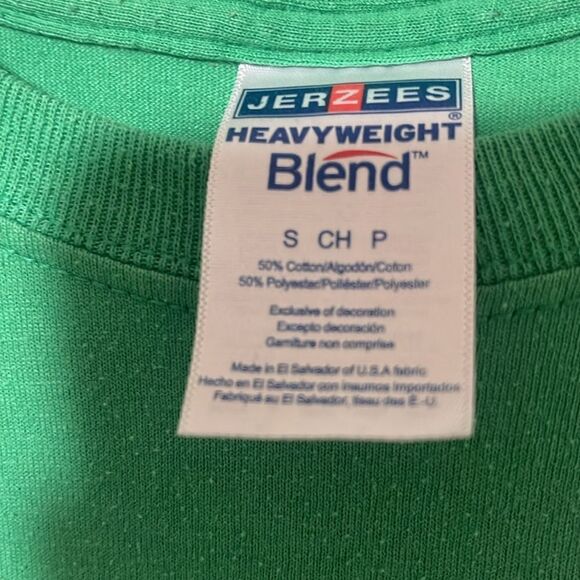 JERZEES®
HEAVYWEIGHT
Blend™
S CH P
50% Cotton/Algodón/Coton
50% Polyester/Poliéster/Polyester
Exclusive of decoration
Excepto decoración
Garniture non comprise
Made in El Salvador of U.S.A fabric
Hecho en El Salvador con insumos importados
Fabriqué au El Salvador, tissu des É.-U.